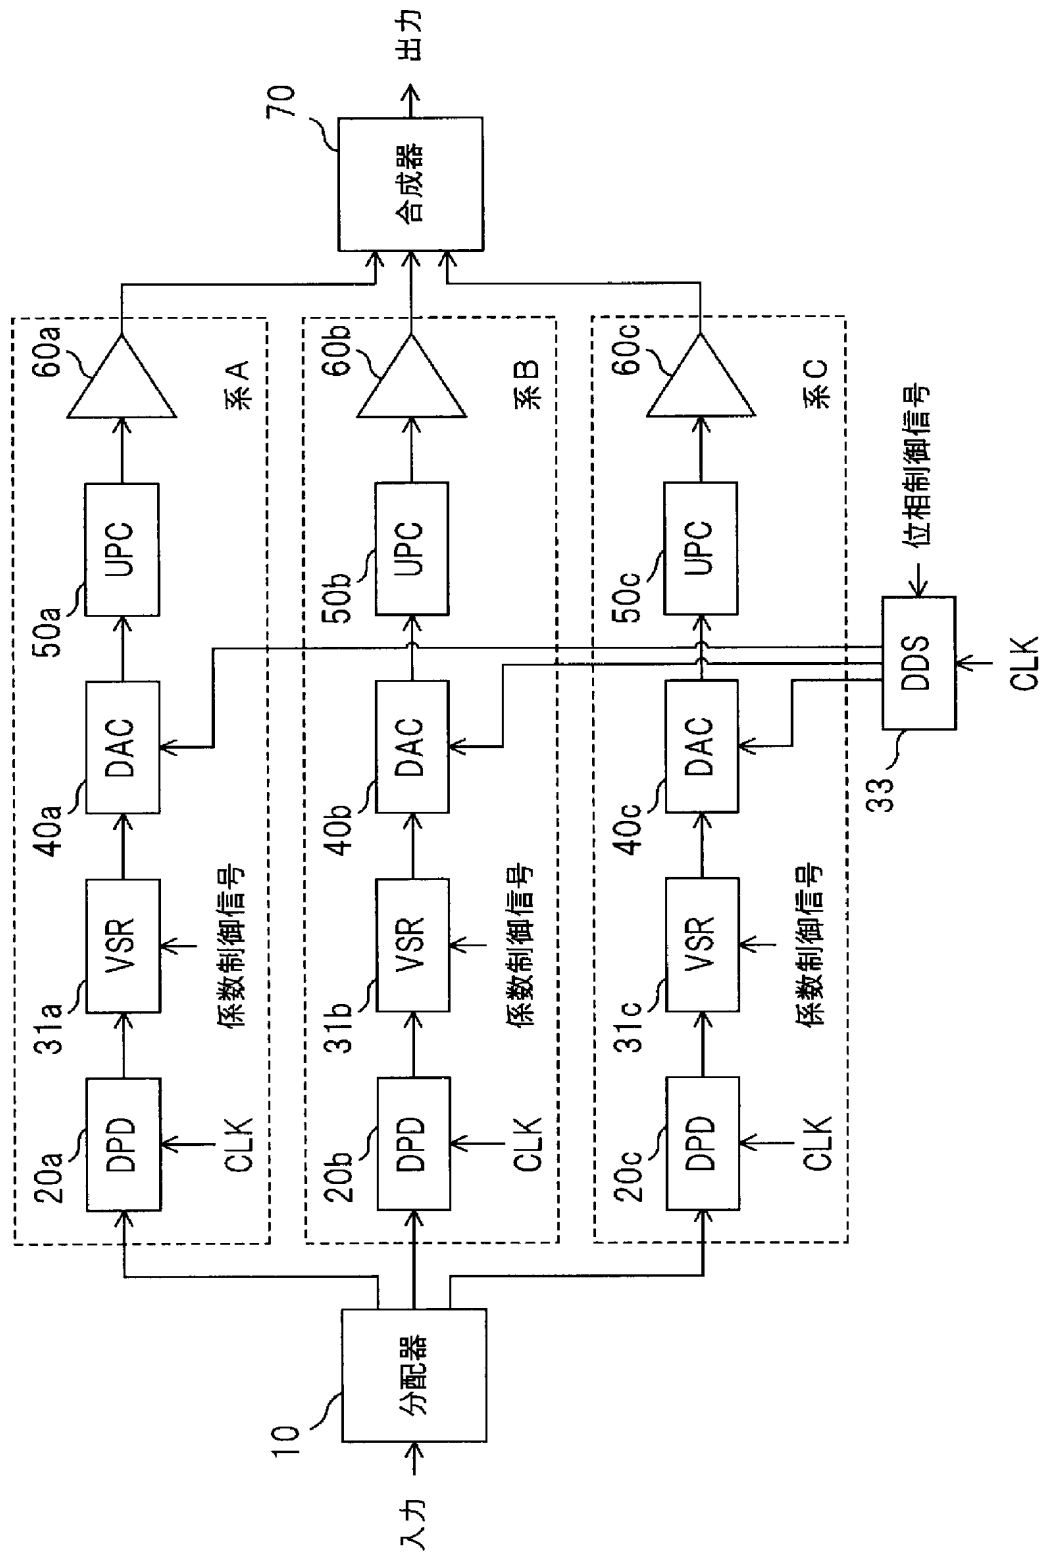 入力
10
分配器
20a
DPD
CLK
31a
VSR
係数制御信号
40a
DAC
50a
UPC
60a
系A
20b
DPD
CLK
31b
VSR
係数制御信号
40b
DAC
50b
UPC
60b
系B
20c
DPD
CLK
31c
VSR
係数制御信号
40c
DAC
50c
UPC
60c
系C
33
DDS
CLK
位相制御信号
70
合成器
出力